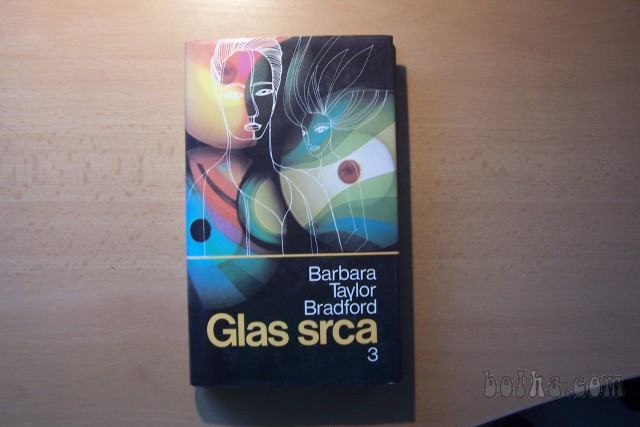 Barbara
Taylor
Bradford
Glas srca
3
bolha.com